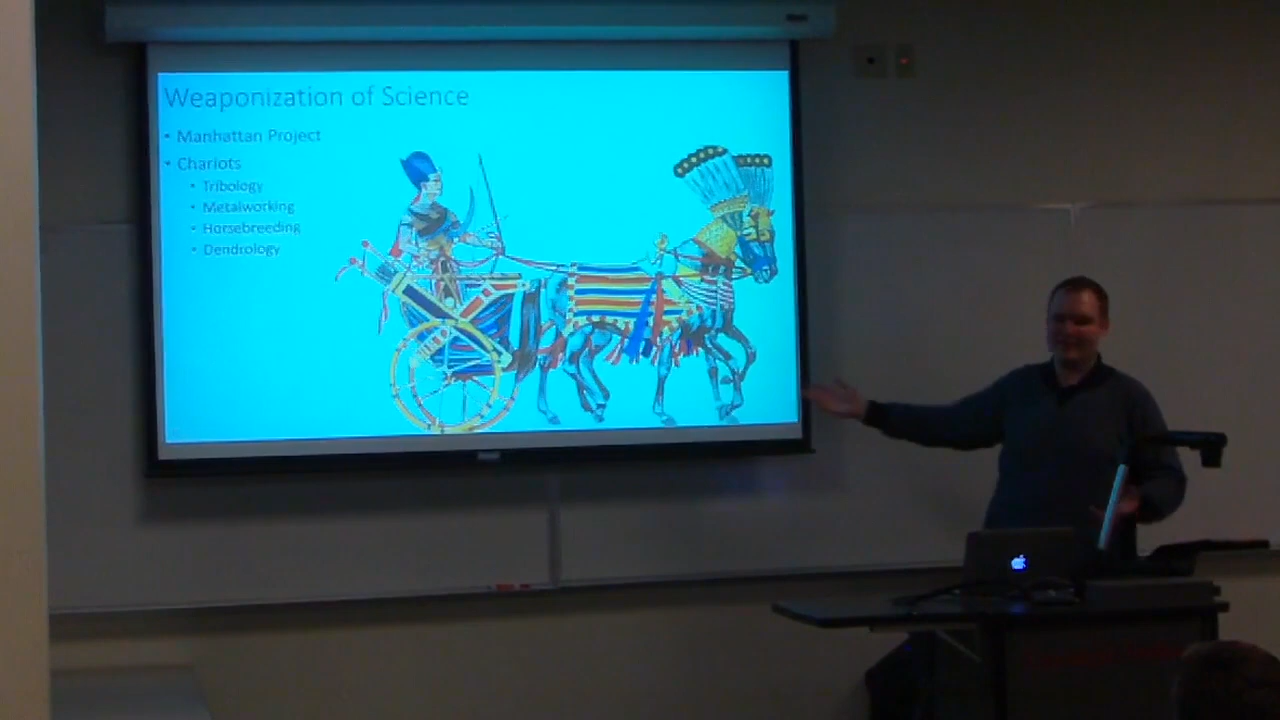 Weaponization of Science
• Manhattan Project
• Chariots
• Tribology
• Metalworking
• Horsebreeding
• Dendrology